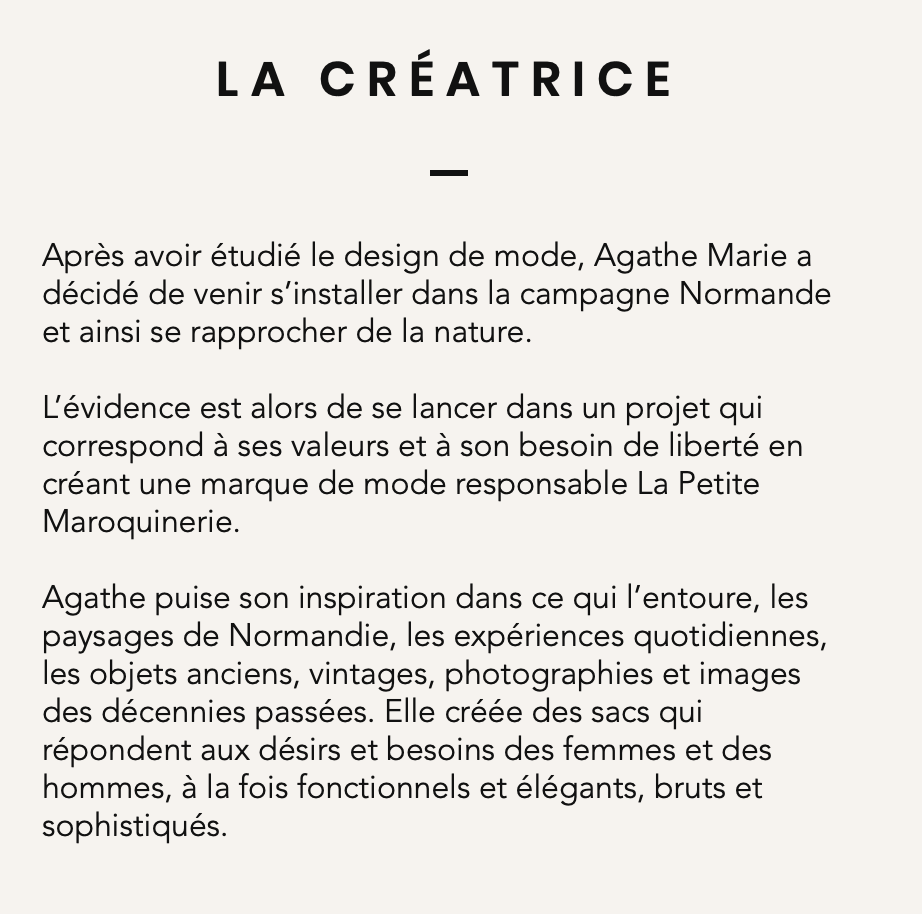 LA CRÉATRICE
Après avoir étudié le design de mode, Agathe Marie a
décidé de venir s’installer dans la campagne Normande
et ainsi se rapprocher de la nature.
L’évidence est alors de se lancer dans un projet qui
correspond à ses valeurs et à son besoin de liberté en
créant une marque de mode responsable La Petite
Maroquinerie.
Agathe puise son inspiration dans ce qui l’entoure, les
paysages de Normandie, les expériences quotidiennes,
les objets anciens, vintages, photographies et images
des décennies passées. Elle créée des sacs qui
répondent aux désirs et besoins des femmes et des
hommes, à la fois fonctionnels et élégants, bruts et
sophistiqués.